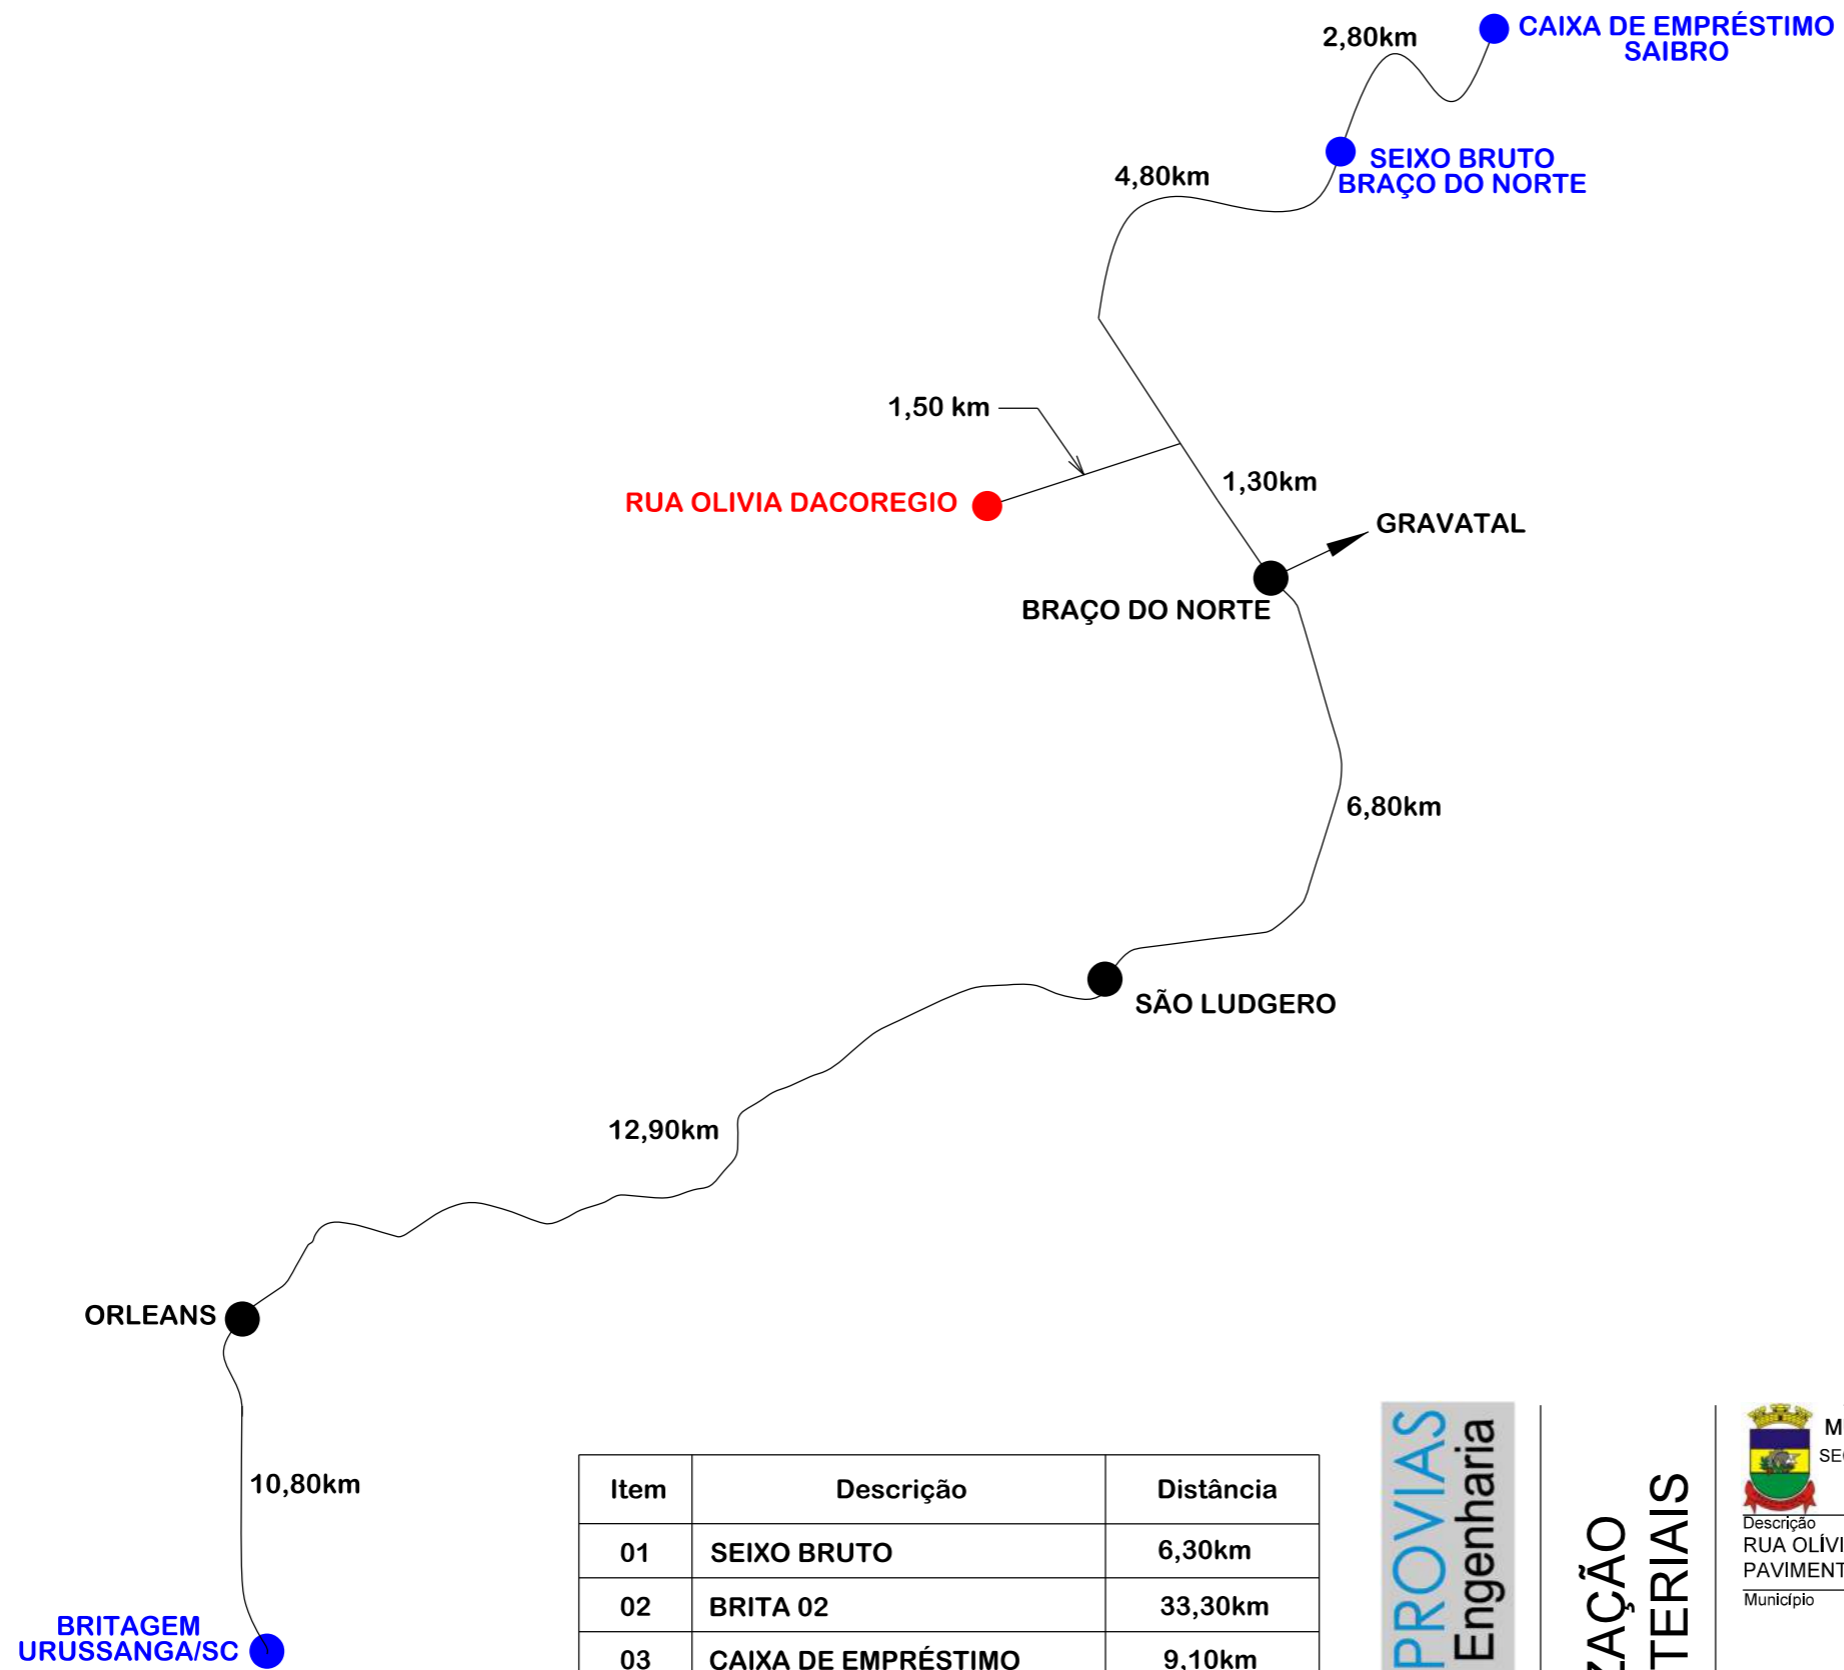 2,80km
CAIXA DE EMPRÉSTIMO
SAIBRO
SEIXO BRUTO
BRAÇO DO NORTE
4,80km
1,50 km
RUA OLIVIA DACOREGIO
1,30km
GRAVATAL
BRAÇO DO NORTE
6,80km
SÃO LUDGERO
12,90km
ORLEANS
10,80km
BRITAGEM
URUSSANGA/SC
Item Descrição Distância
01 SEIXO BRUTO 6,30km
02 BRITA 02 33,30km
03 CAIXA DE EMPRÉSTIMO 9,10km
PROVIAS
Engenharia
ZAÇÃO
TERIAIS
Descrição
RUA OLÍVI
PAVIMENT
Município